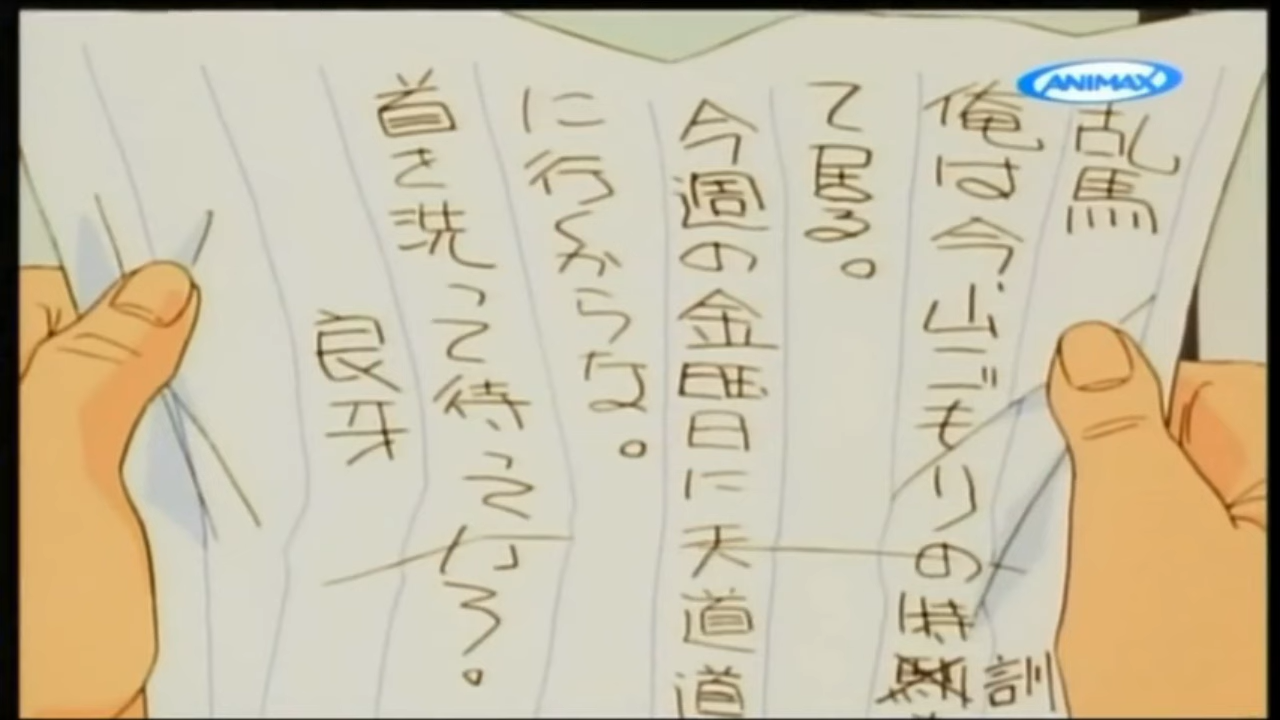 ANIMAX
乱馬
俺は今、山ごもりの特訓
て居る。
今週の金曜日に天道道
に行くからな。
首を洗って待っていろ。
良牙